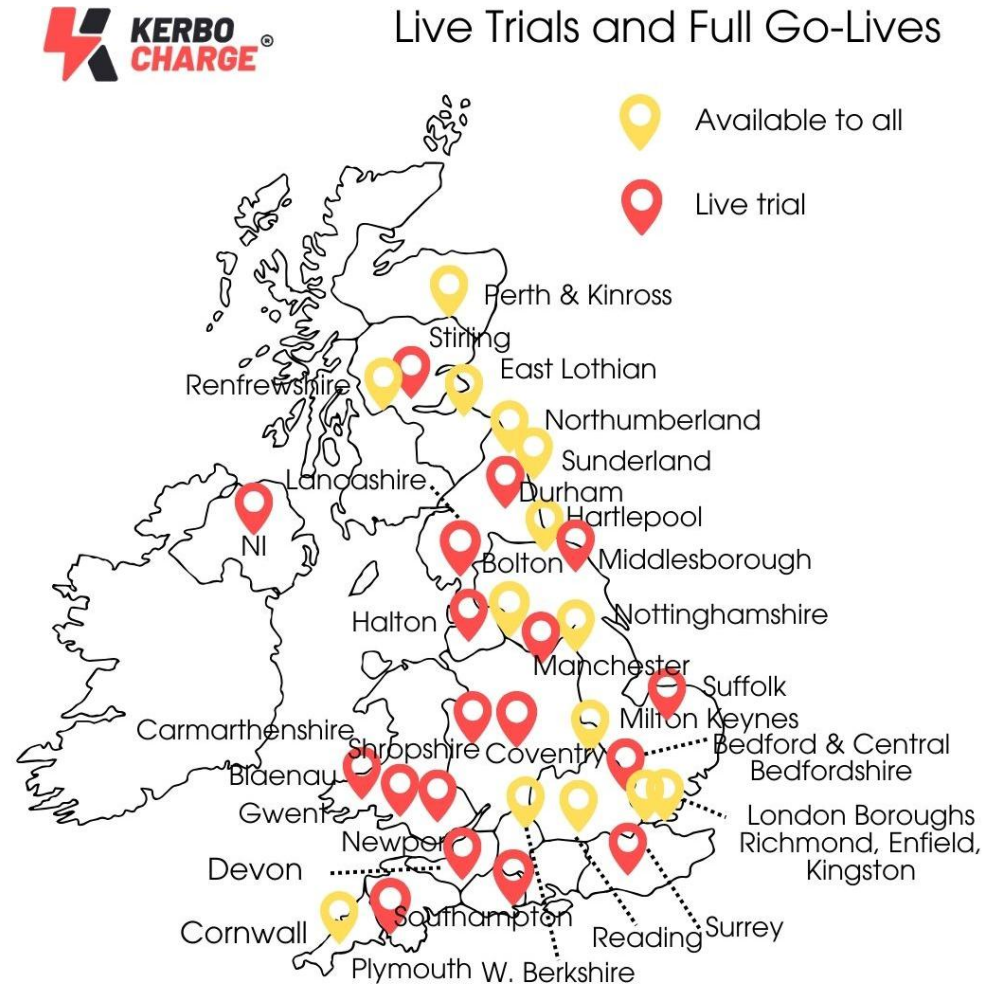 KERBO
CHARGE®
Live Trials and Full Go-Lives
Available to all
Live trial
Perth & Kinross
Stirling
East Lothian
Renfrewshire
Northumberland
Sunderland
Lancashire
Durham
Hartlepool
NI
Bolton
Middlesborough
Halton
Nottinghamshire
Manchester
Suffolk
Milton Keynes
Carmarthenshire
Shropshire
Coventry
Bedford & Central
Bedfordshire
Blaenau
Gwent
London Boroughs
Richmond, Enfield,
Kingston
Newport
Devon
Southampton
Cornwall
Reading
Surrey
Plymouth
W. Berkshire